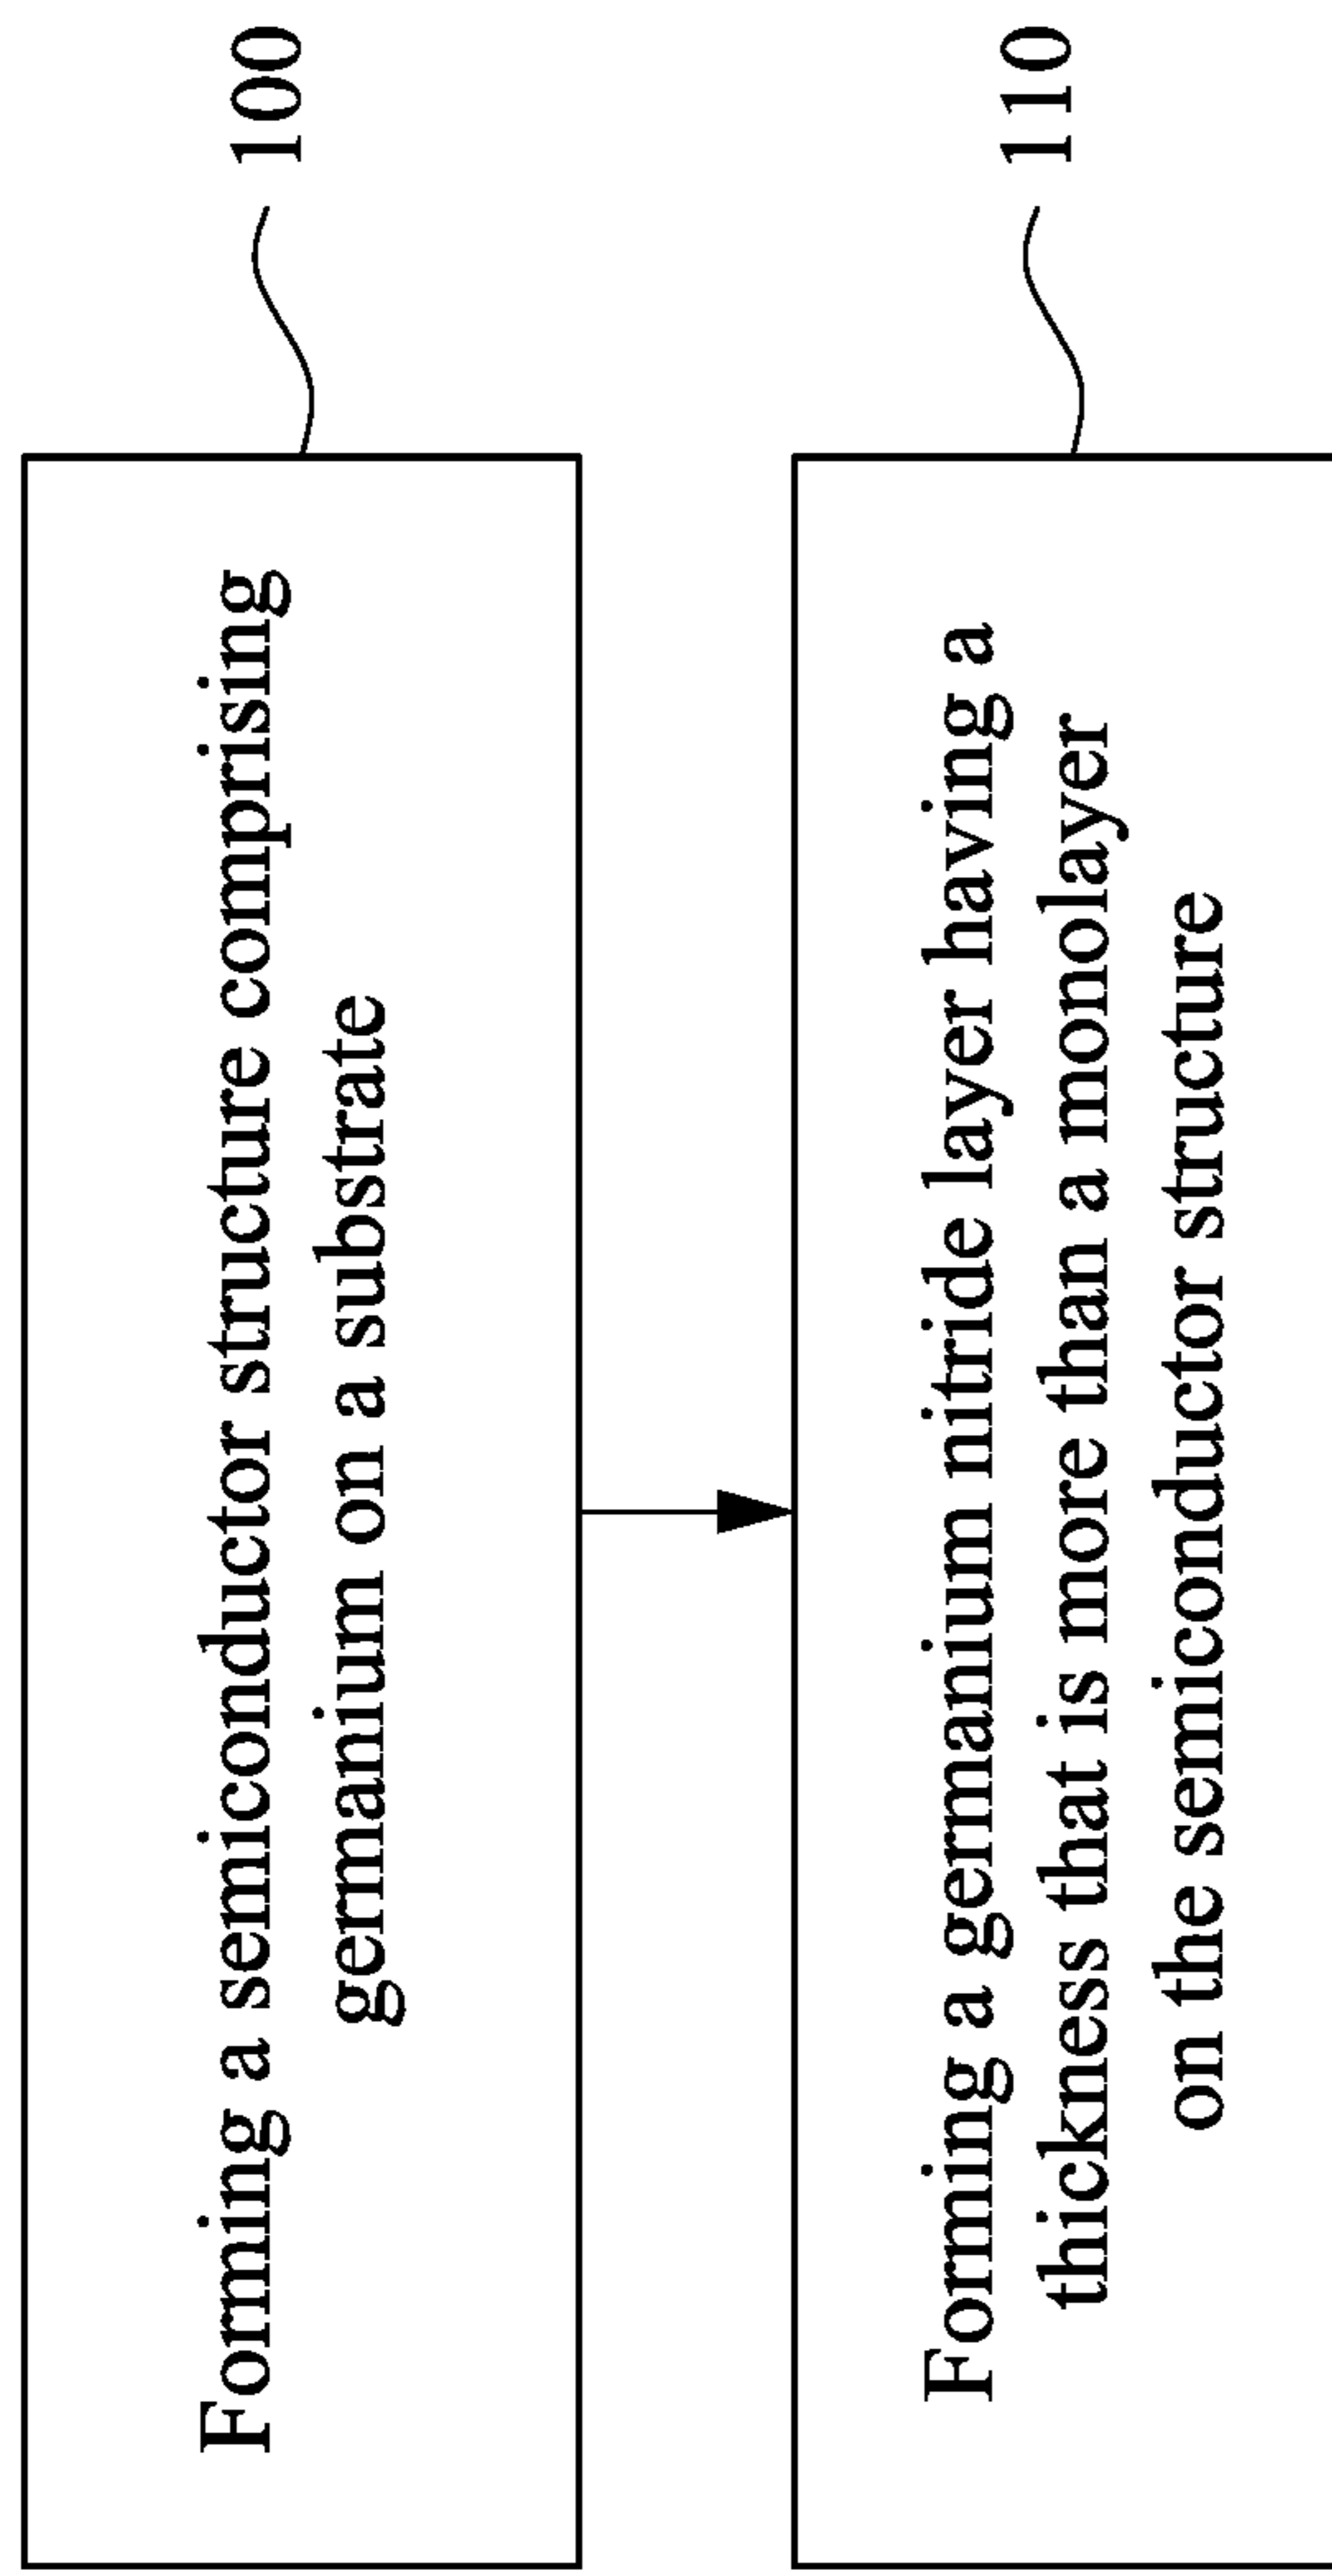 Forming a semiconductor structure comprising
germanium on a substrate
100
Forming a germanium nitride layer having a
thickness that is more than a monolayer
on the semiconductor structure
110